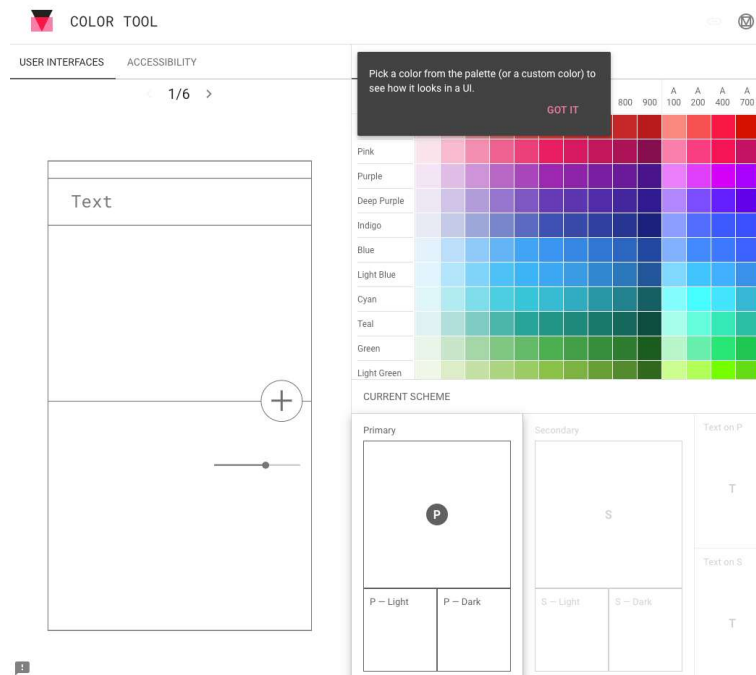 COLOR TOOL
USER INTERFACES ACCESSIBILITY
1/6
Text
Pick a color from the palette (or a custom color) to
see how it looks in a UI.
GOT IT
800 900 A 100 A 200 A 400 A 700
Pink
Purple
Deep Purple
Indigo
Blue
Light Blue
Cyan
Teal
Green
Light Green
CURRENT SCHEME
Primary
P
P — Light P — Dark
Secondary
S
S — Light S — Dark
Text on P
T
Text on S
T